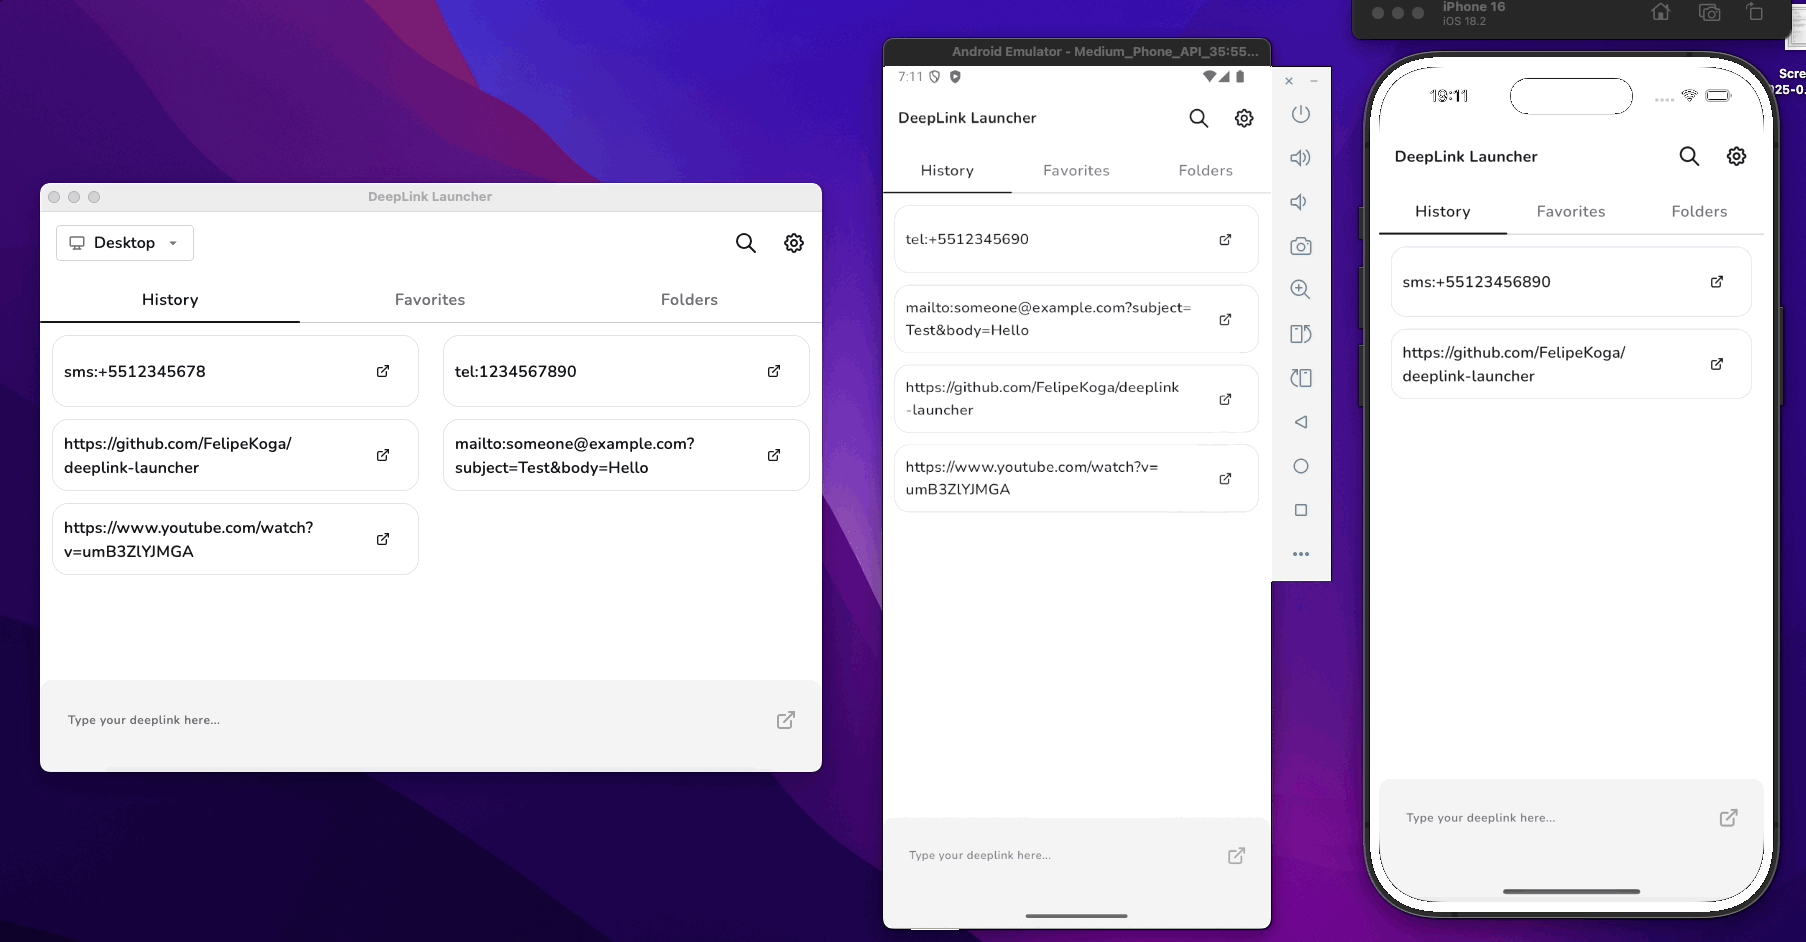 DeepLink Launcher
Desktop
History
Favorites
Folders
sms:+5512345678
tel:1234567890
https://github.com/FelipeKoga/
deeplink-launcher
mailto:someone@example.com?
subject=Test&body=Hello
https://www.youtube.com/watch?
v=umB3ZlYJMGA
Type your deeplink here...
Android Emulator - Medium_Phone_API_35:55...
7:11
DeepLink Launcher
History
Favorites
Folders
tel:+5512345690
mailto:someone@example.com?subject=
Test&body=Hello
https://github.com/FelipeKoga/deeplink
-launcher
https://www.youtube.com/watch?v=
umB3ZlYJMGA
Type your deeplink here...
iPhone 16
iOS 18.2
19:11
DeepLink Launcher
History
Favorites
Folders
sms:+55123456890
https://github.com/FelipeKoga/
deeplink-launcher
Type your deeplink here...
Scre